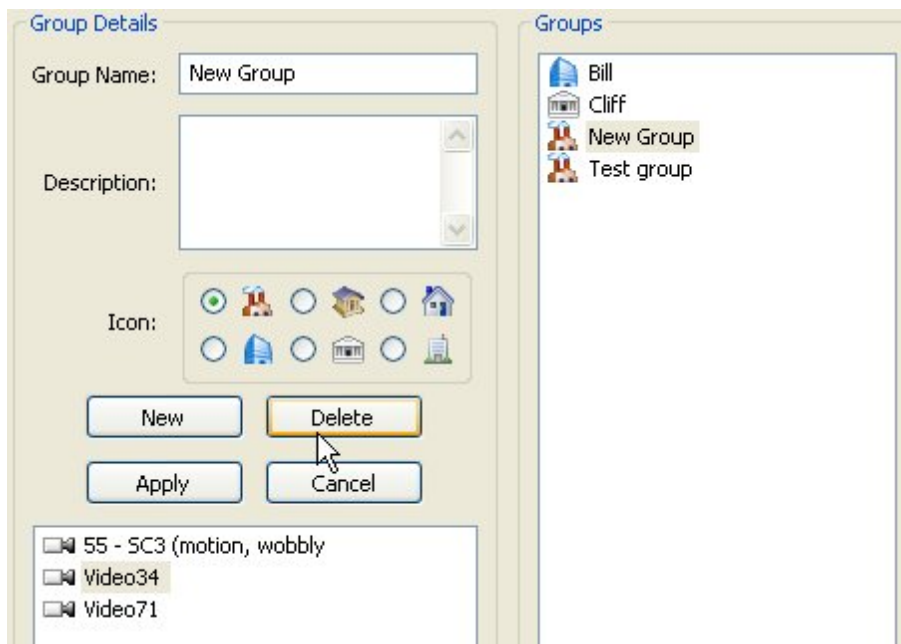 Group Details
Group Name:
New Group
Description:
Icon:
New
Delete
Apply
Cancel
55 - SC3 (motion, wobbly
Video34
Video71
Groups
Bill
Cliff
New Group
Test group